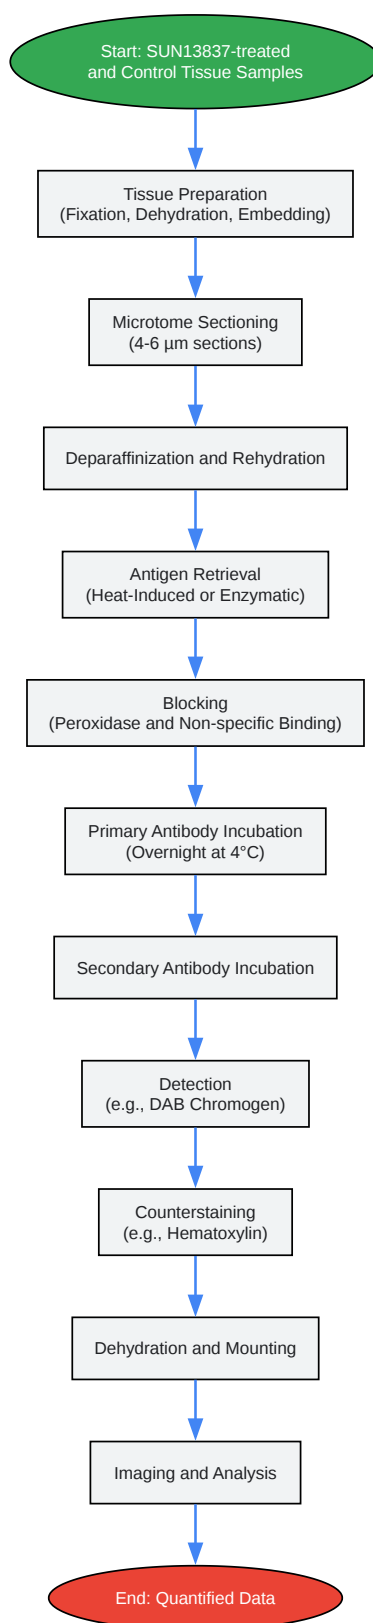 Start: SUN13837-treated
and Control Tissue Samples
Tissue Preparation
(Fixation, Dehydration, Embedding)
Microtome Sectioning
(4-6 µm sections)
Deparaffinization and Rehydration
Antigen Retrieval
(Heat-Induced or Enzymatic)
Blocking
(Peroxidase and Non-specific Binding)
Primary Antibody Incubation
(Overnight at 4°C)
Secondary Antibody Incubation
Detection
(e.g., DAB Chromogen)
Counterstaining
(e.g., Hematoxylin)
Dehydration and Mounting
Imaging and Analysis
End: Quantified Data